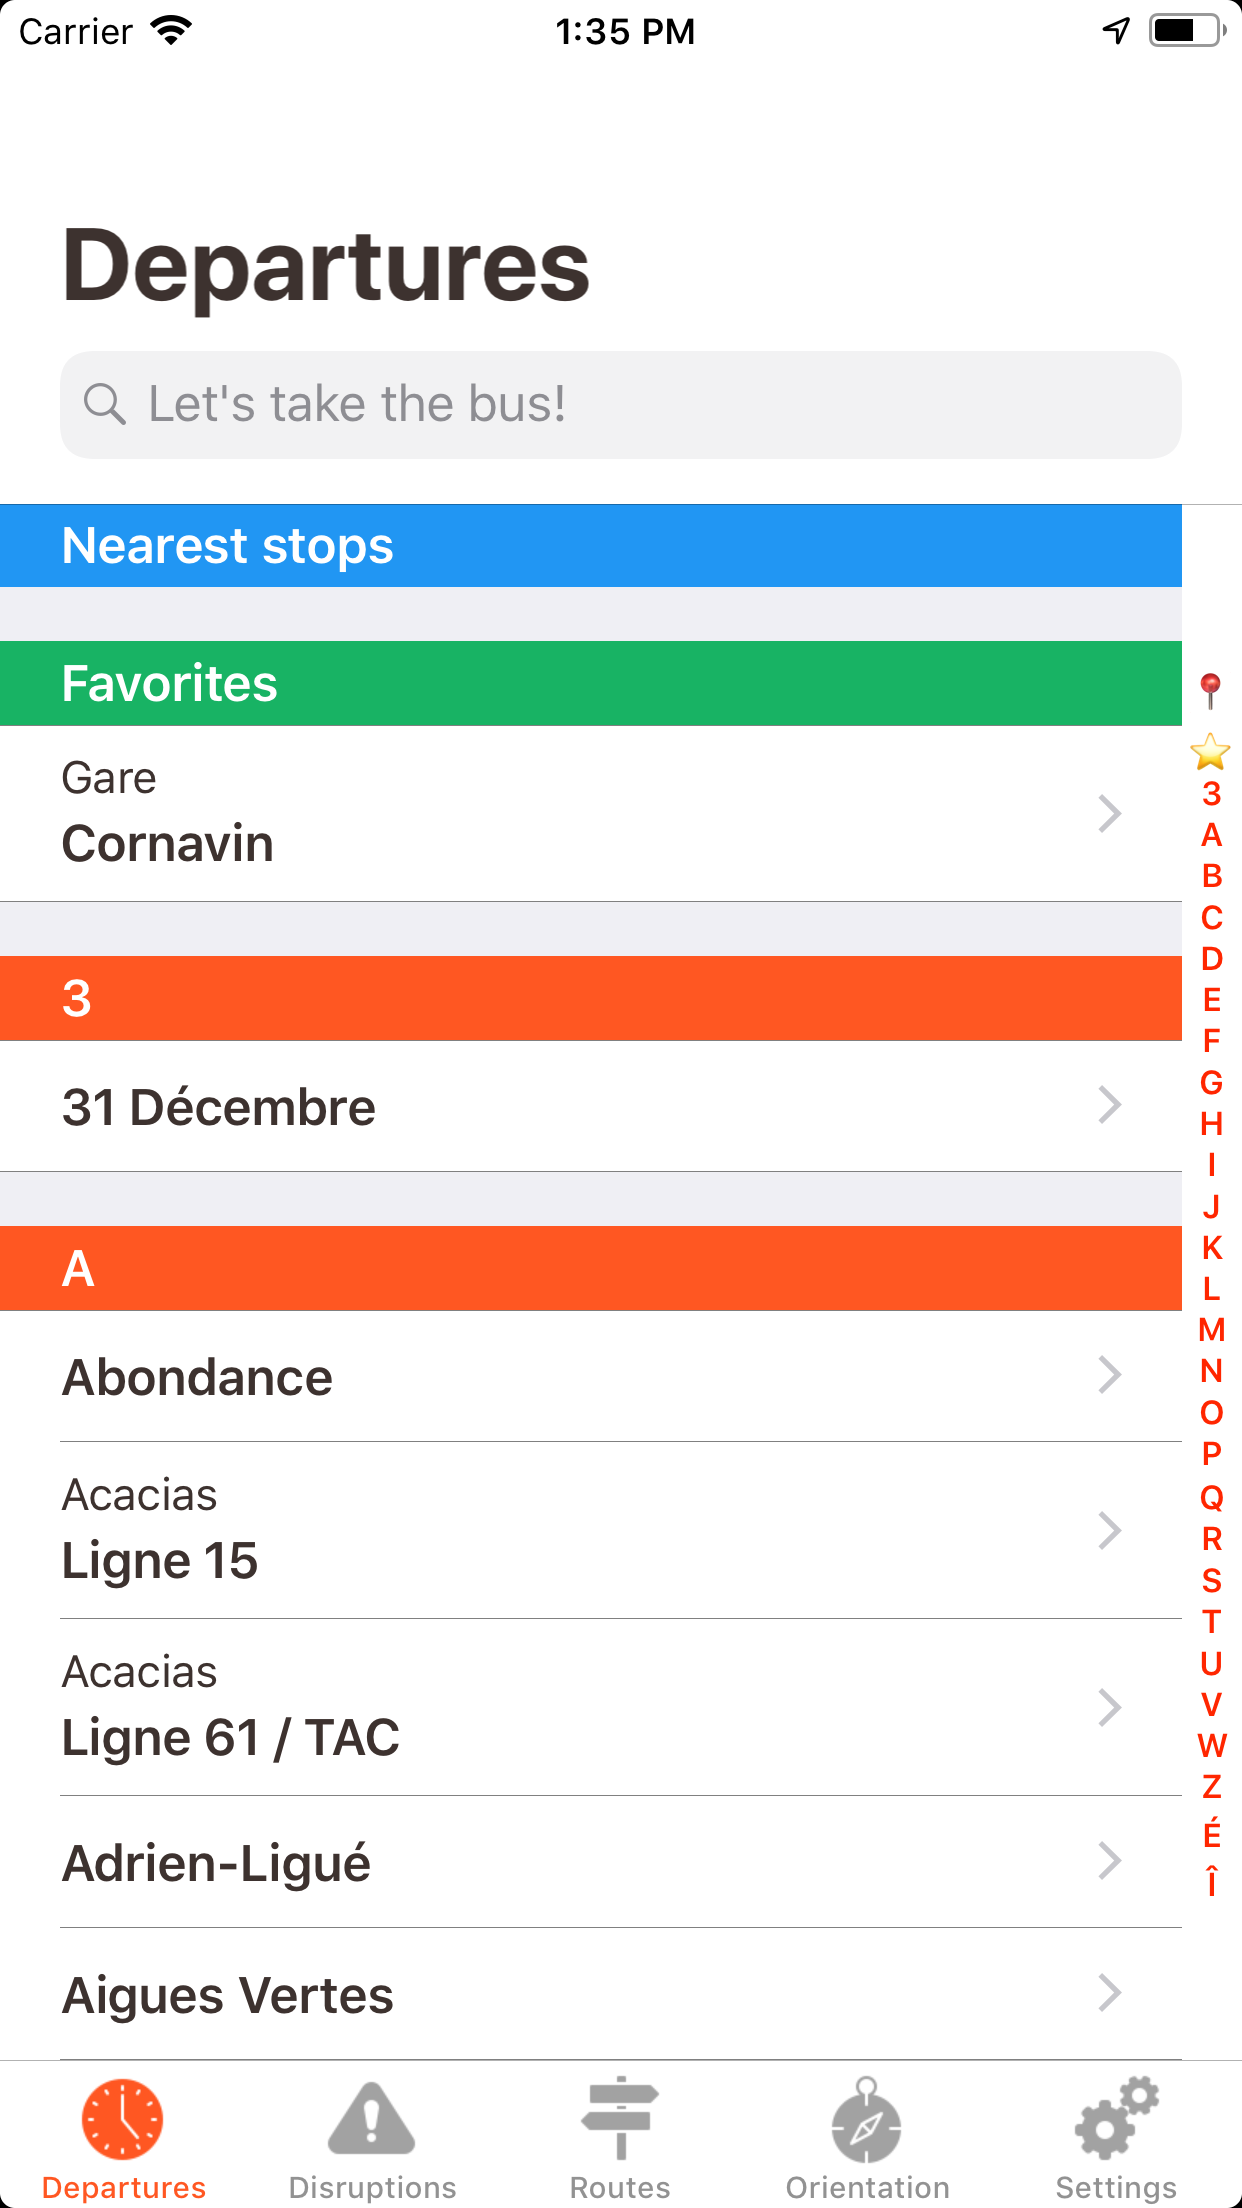 Carrier 1:35 PM
Departures
Let's take the bus!
Nearest stops
Favorites
Gare
Cornavin
3
31 Décembre
A
Abondance
Acacias
Ligne 15
Acacias
Ligne 61 / TAC
Adrien-Ligué
Aigues Vertes
3
A
B
C
D
E
F
G
H
I
J
K
L
M
N
O
P
Q
R
S
T
U
V
W
Z
É
Î
Departures Disruptions Routes Orientation Settings